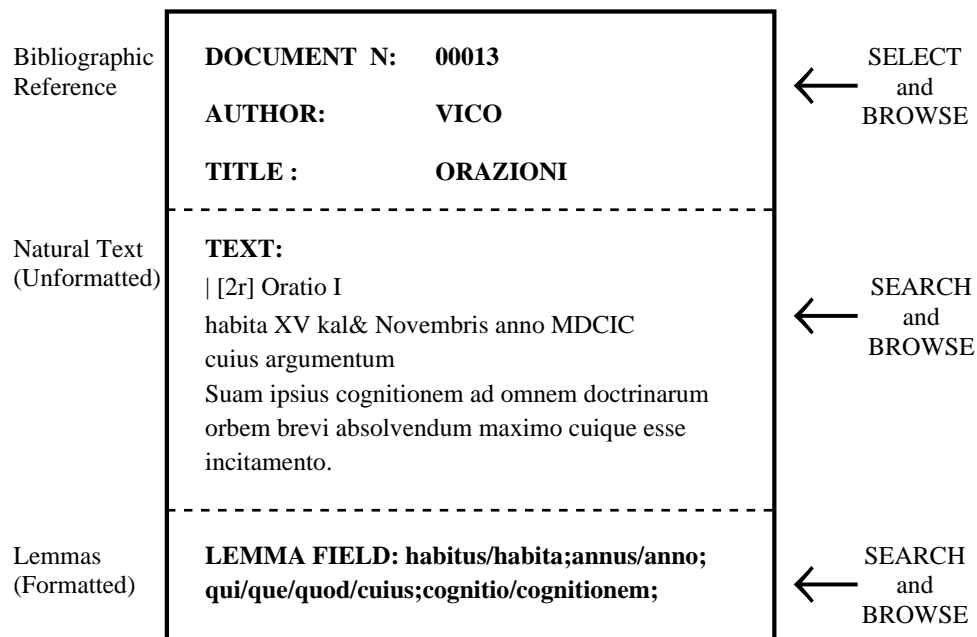 Bibliographic
Reference
DOCUMENT N: 00013
AUTHOR: VICO
TITLE : ORAZIONI
SELECT
and
BROWSE
Natural Text
(Unformatted)
TEXT:
| [2r] Oratio I
habita XV kal& Novembris anno MDCIC
cuius argumentum
Suam ipsius cognitionem ad omnem doctrinarum
orbem brevi absolvendum maximo cuique esse
incitamento.
SEARCH
and
BROWSE
Lemmas
(Formatted)
LEMMA FIELD: habitus/habita;annus/anno;
qui/que/quod/cuius;cognitio/cognitionem;
SEARCH
and
BROWSE